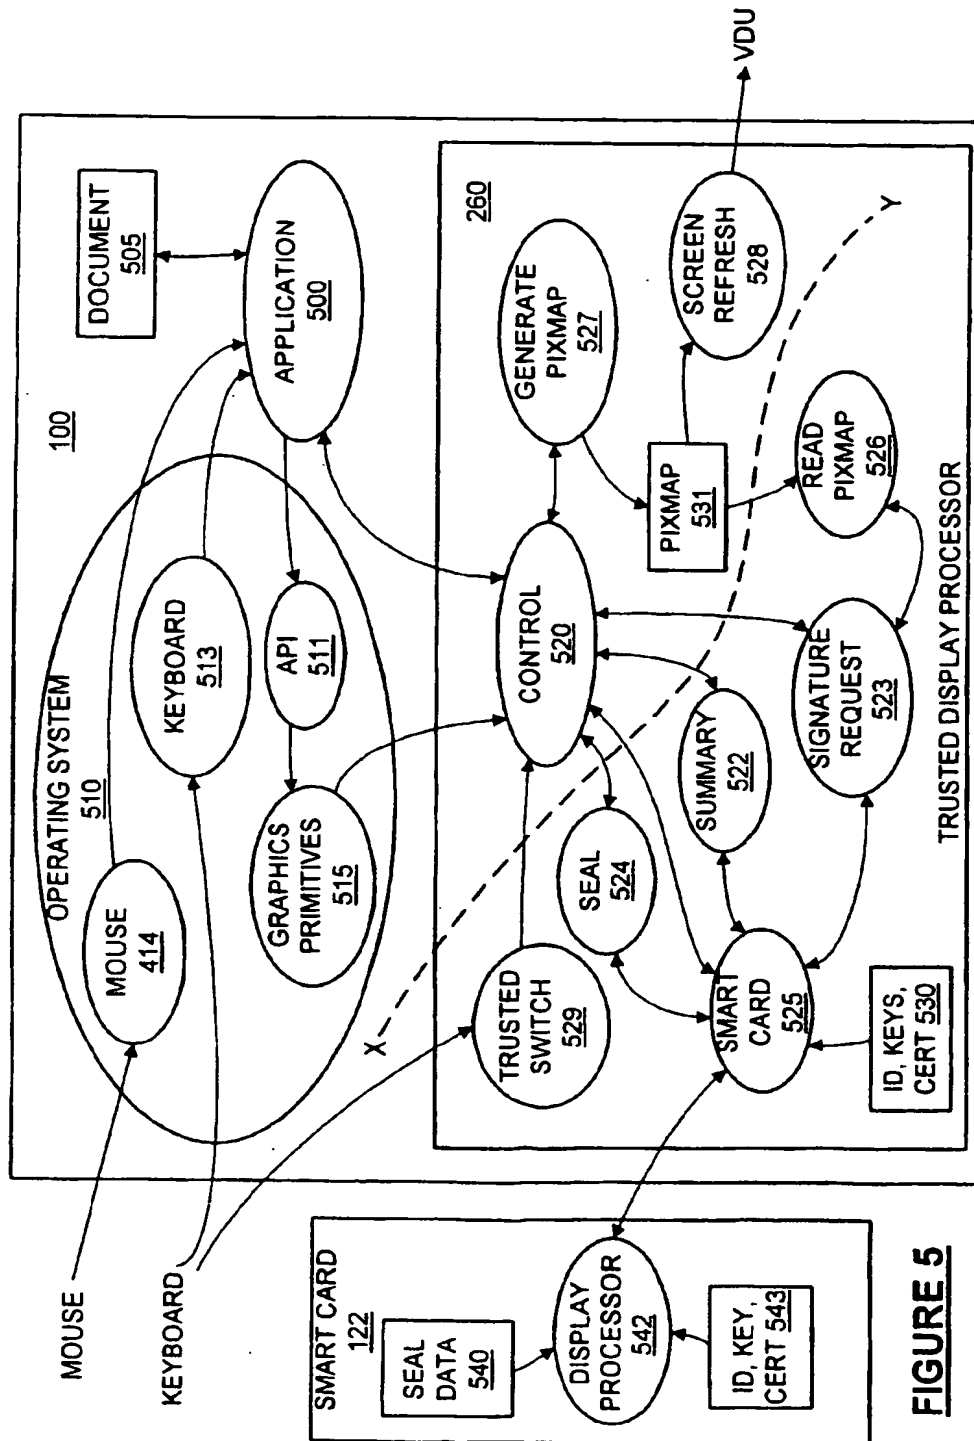 MOUSE
KEYBOARD
100
OPERATING SYSTEM
510
MOUSE
414
KEYBOARD
513
API
511
GRAPHICS
PRIMITIVES
515
DOCUMENT
505
APPLICATION
500
X
Y
260
TRUSTED
SWITCH
529
CONTROL
520
GENERATE
PIXMAP
527
SEAL
524
SUMMARY
522
PIXMAP
531
SCREEN
REFRESH
528
VDU
SMART
CARD
525
SIGNATURE
REQUEST
523
READ
PIXMAP
526
ID, KEYS,
CERT 530
TRUSTED DISPLAY PROCESSOR
SMART CARD
122
SEAL
DATA
540
DISPLAY
PROCESSOR
542
ID, KEY,
CERT 543
FIGURE 5